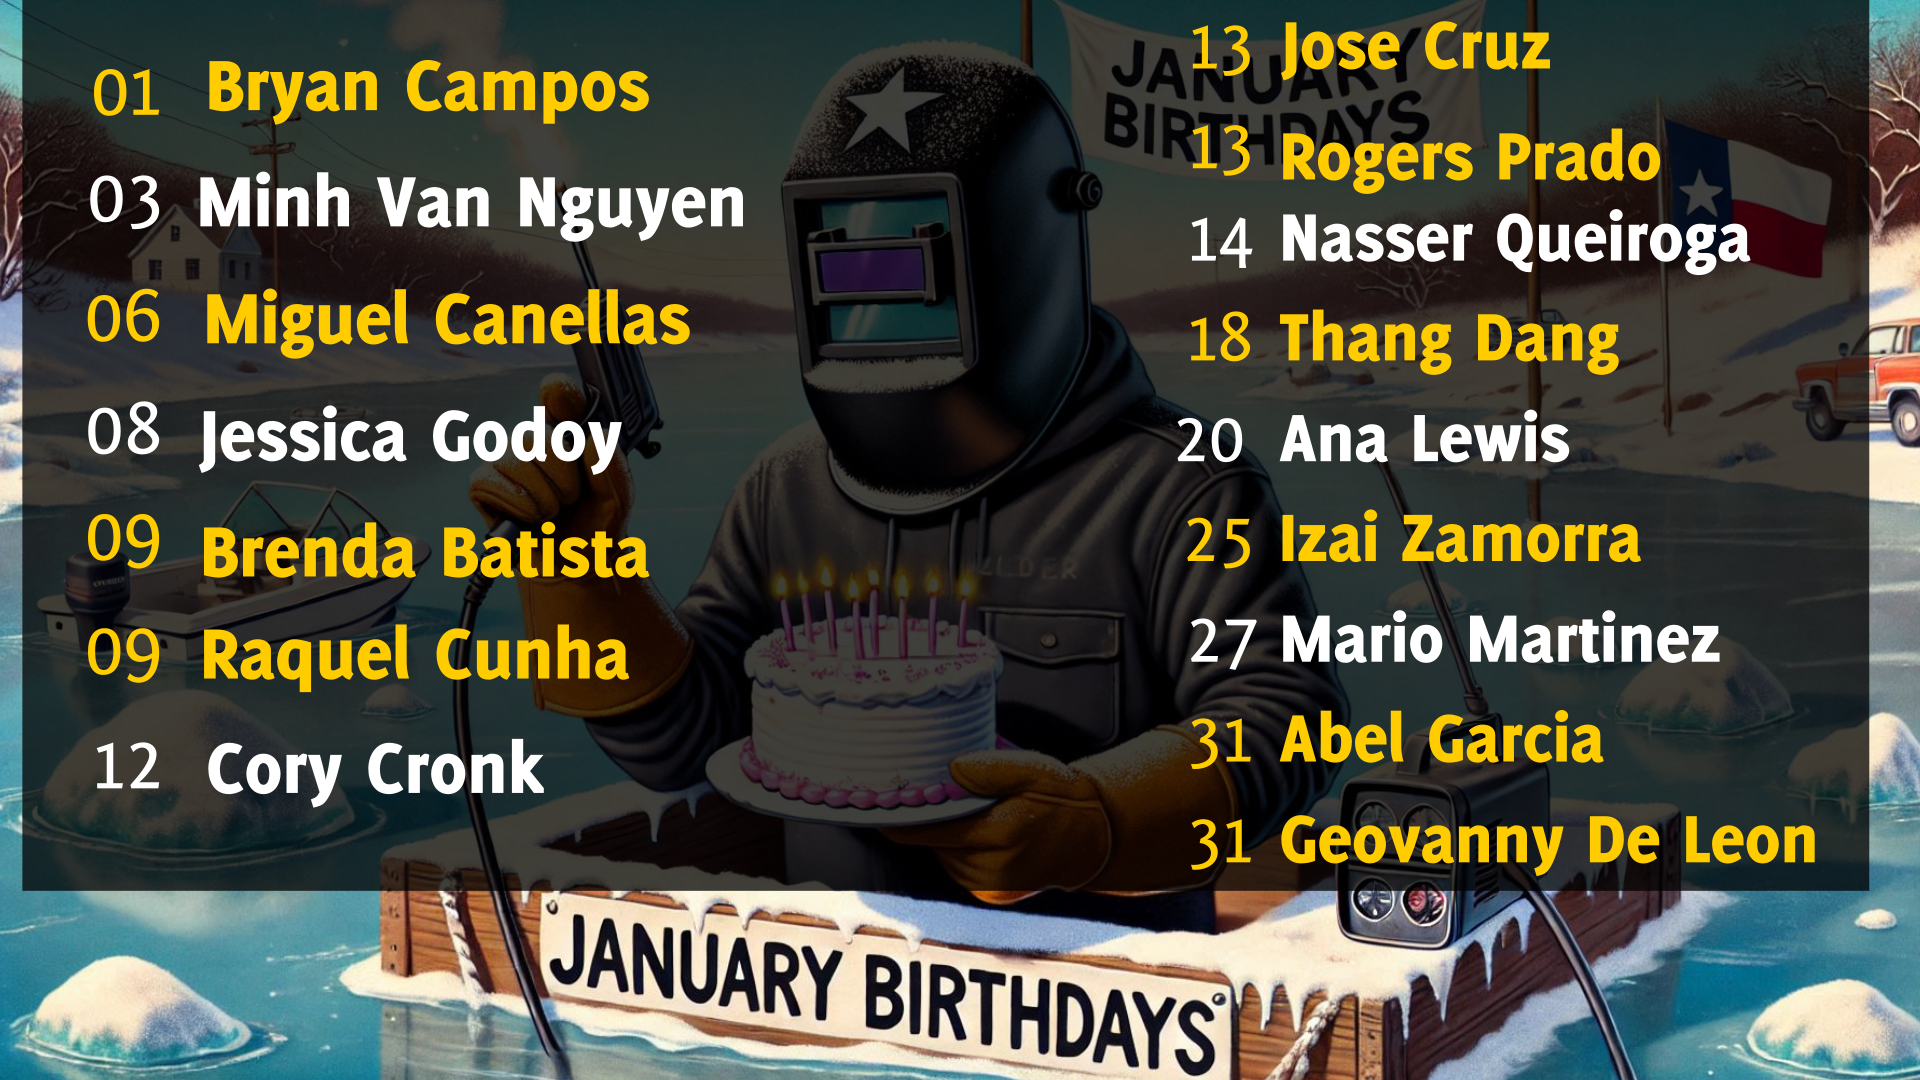 01 Bryan Campos
03 Minh Van Nguyen
06 Miguel Canellas
08 Jessica Godoy
09 Brenda Batista
09 Raquel Cunha
12 Cory Cronk
13 Jose Cruz
13 Rogers Prado
14 Nasser Queiroga
18 Thang Dang
20 Ana Lewis
25 Izai Zamorra
27 Mario Martinez
31 Abel Garcia
31 Geovanny De Leon
JANUARY
BIRTHDAYS
JANUARY BIRTHDAYS